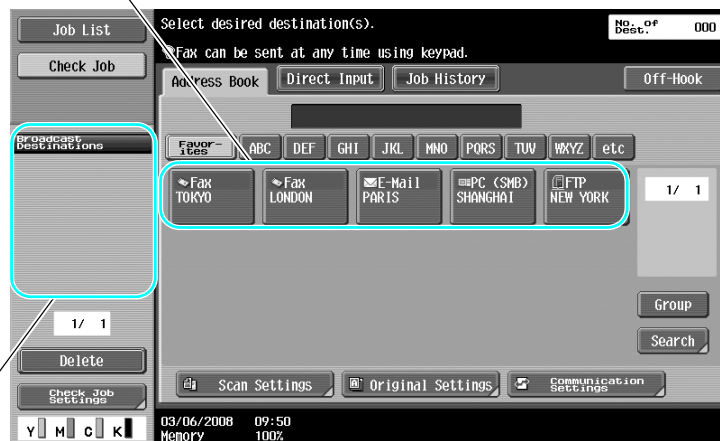 Job List
Check Job
Select desired destination(s).
Fax can be sent at any time using keypad.
No. of
Dest.
000
Address Book
Direct Input
Job History
Off-Hook
Broadcast
Destinations
Favor-
ites
ABC
DEF
GHI
JKL
MNO
PQRS
TUV
WXYZ
etc
Fax
TOKYO
Fax
LONDON
E-Mail
PARIS
PC (SMB)
SHANGHAI
FTP
NEW YORK
1/ 1
Group
Search
1/ 1
Delete
Check Job
Settings
Scan Settings
Original Settings
Communication
Settings
Y M C K
03/06/2008 09:50
Memory 100%